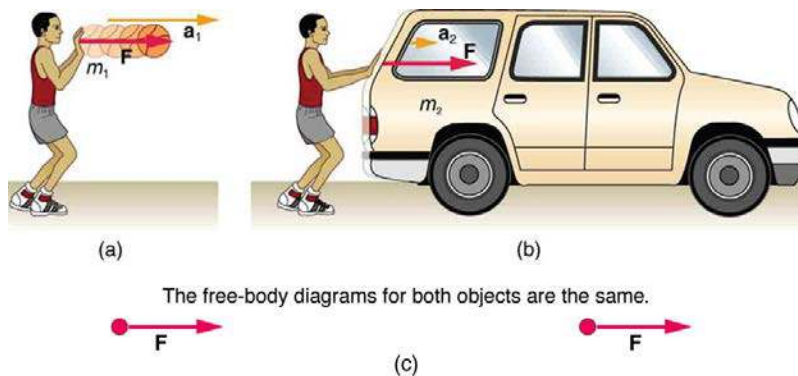 a₁
F
m₁
a₂
F
m₂
(a)
(b)
The free-body diagrams for both objects are the same.
F
F
(c)